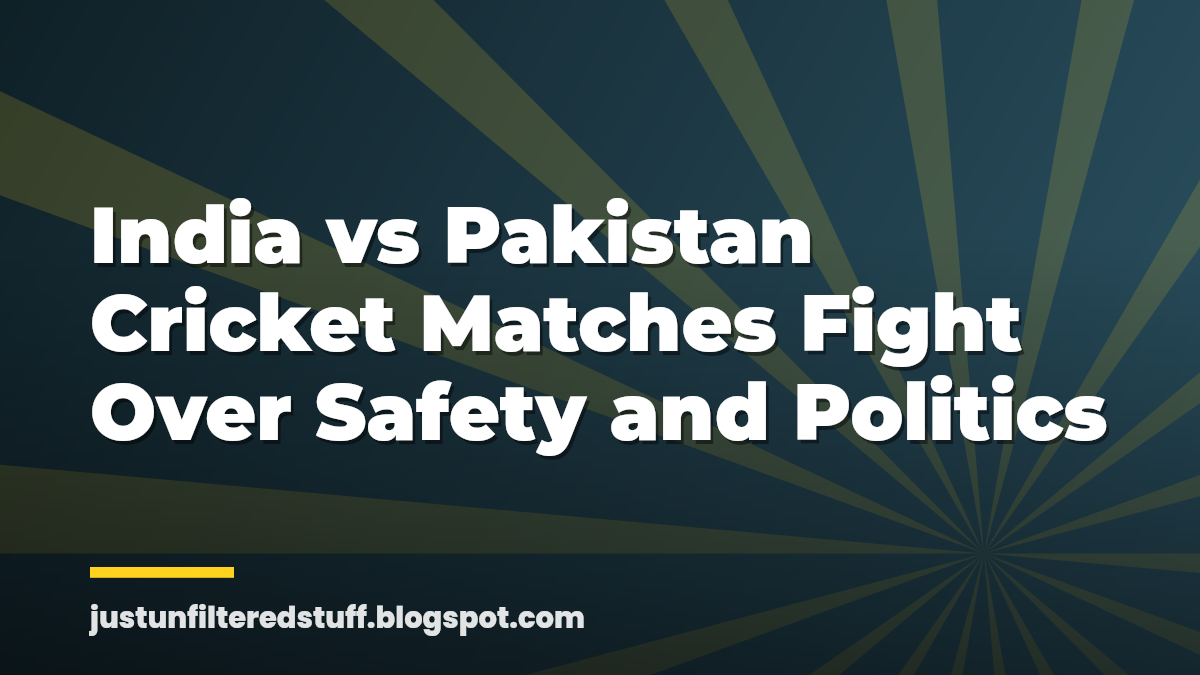 India vs Pakistan
Cricket Matches Fight
Over Safety and Politics
justunfilteredstuff.blogspot.com